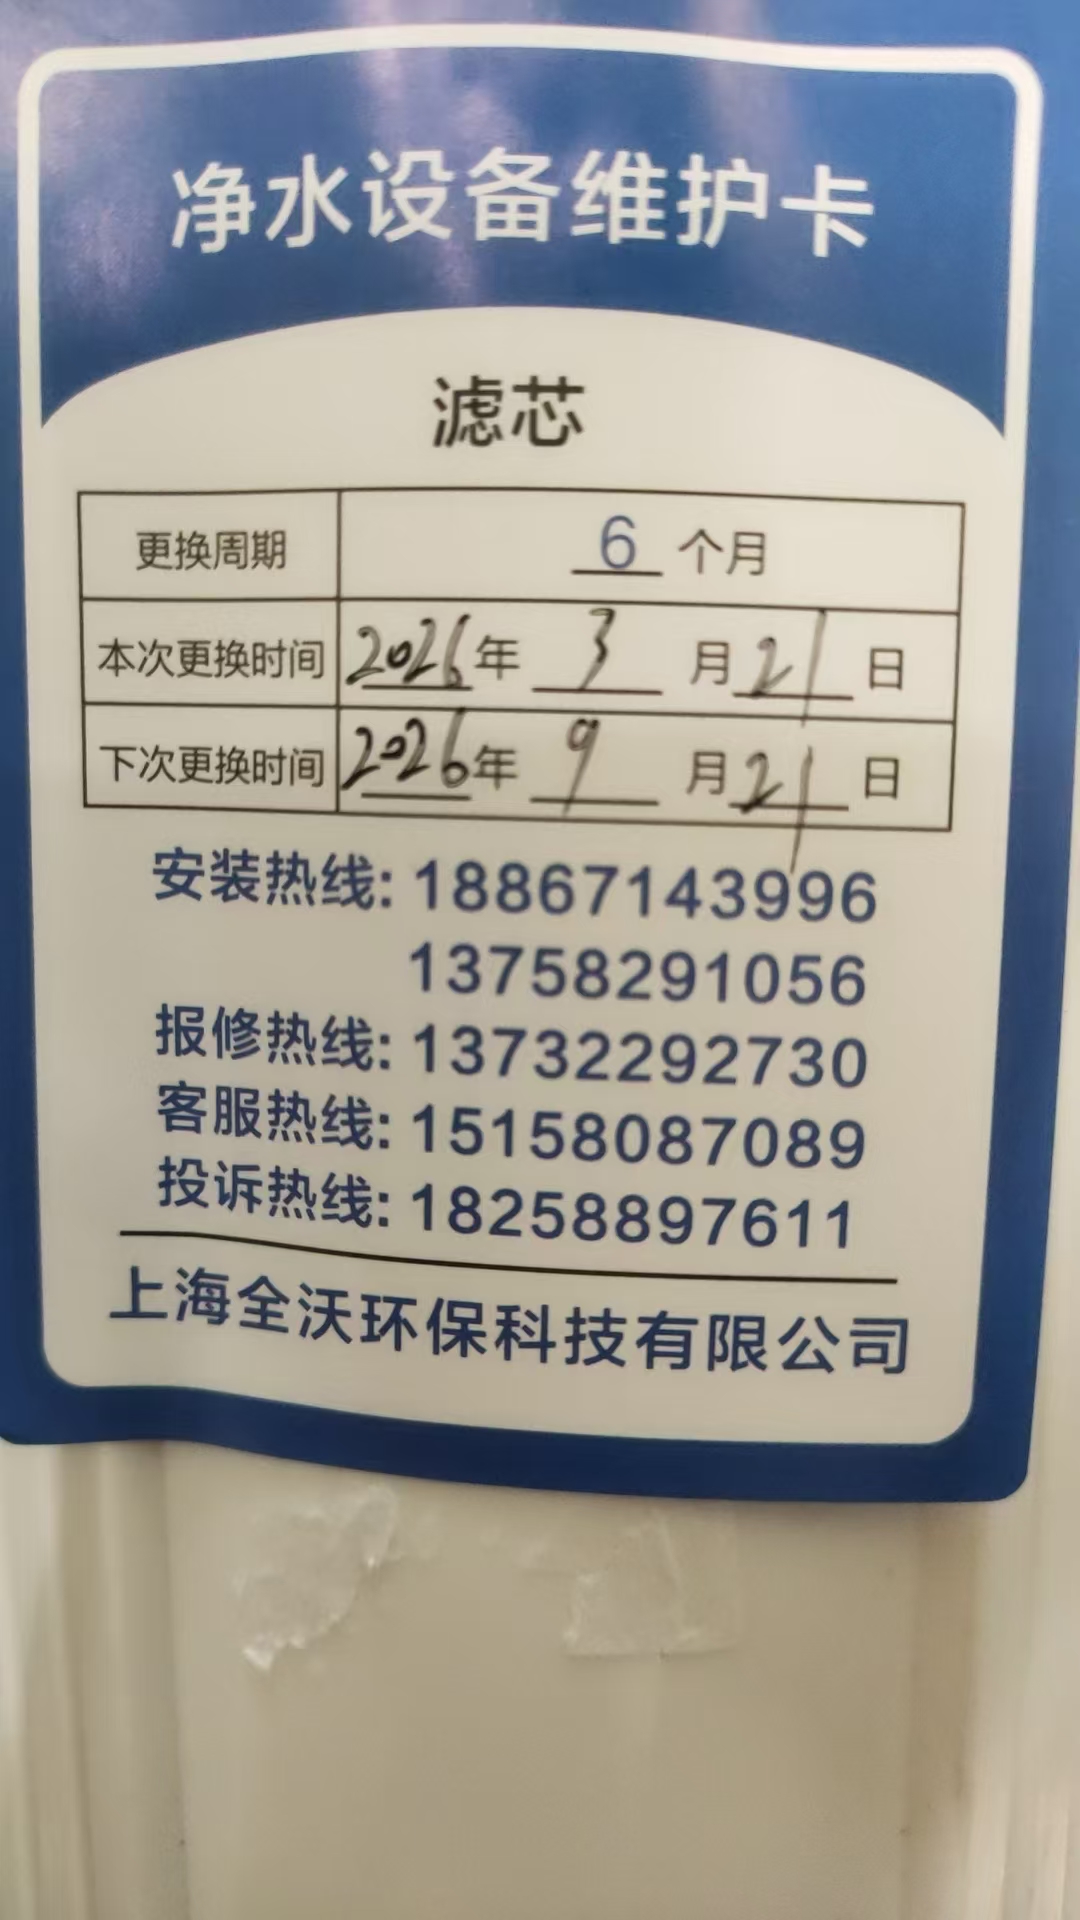 净水设备维护卡
滤芯
更换周期 6 个月
本次更换时间 2026年 3 月 21 日
下次更换时间 2026年 9 月 21 日
安装热线: 18867143996
13758291056
报修热线: 13732292730
客服热线: 15158087089
投诉热线: 18258897611
上海全沃环保科技有限公司